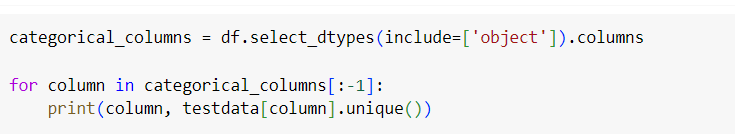 categorical_columns = df.select_dtypes(include=['object']).columns
for column in categorical_columns[:-1]:
    print(column, testdata[column].unique())